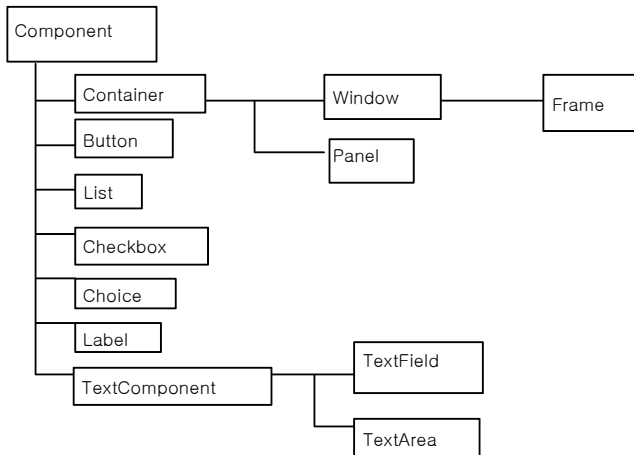 Component
Container
Window
Frame
Button
Panel
List
Checkbox
Choice
Label
TextComponent
TextField
TextArea